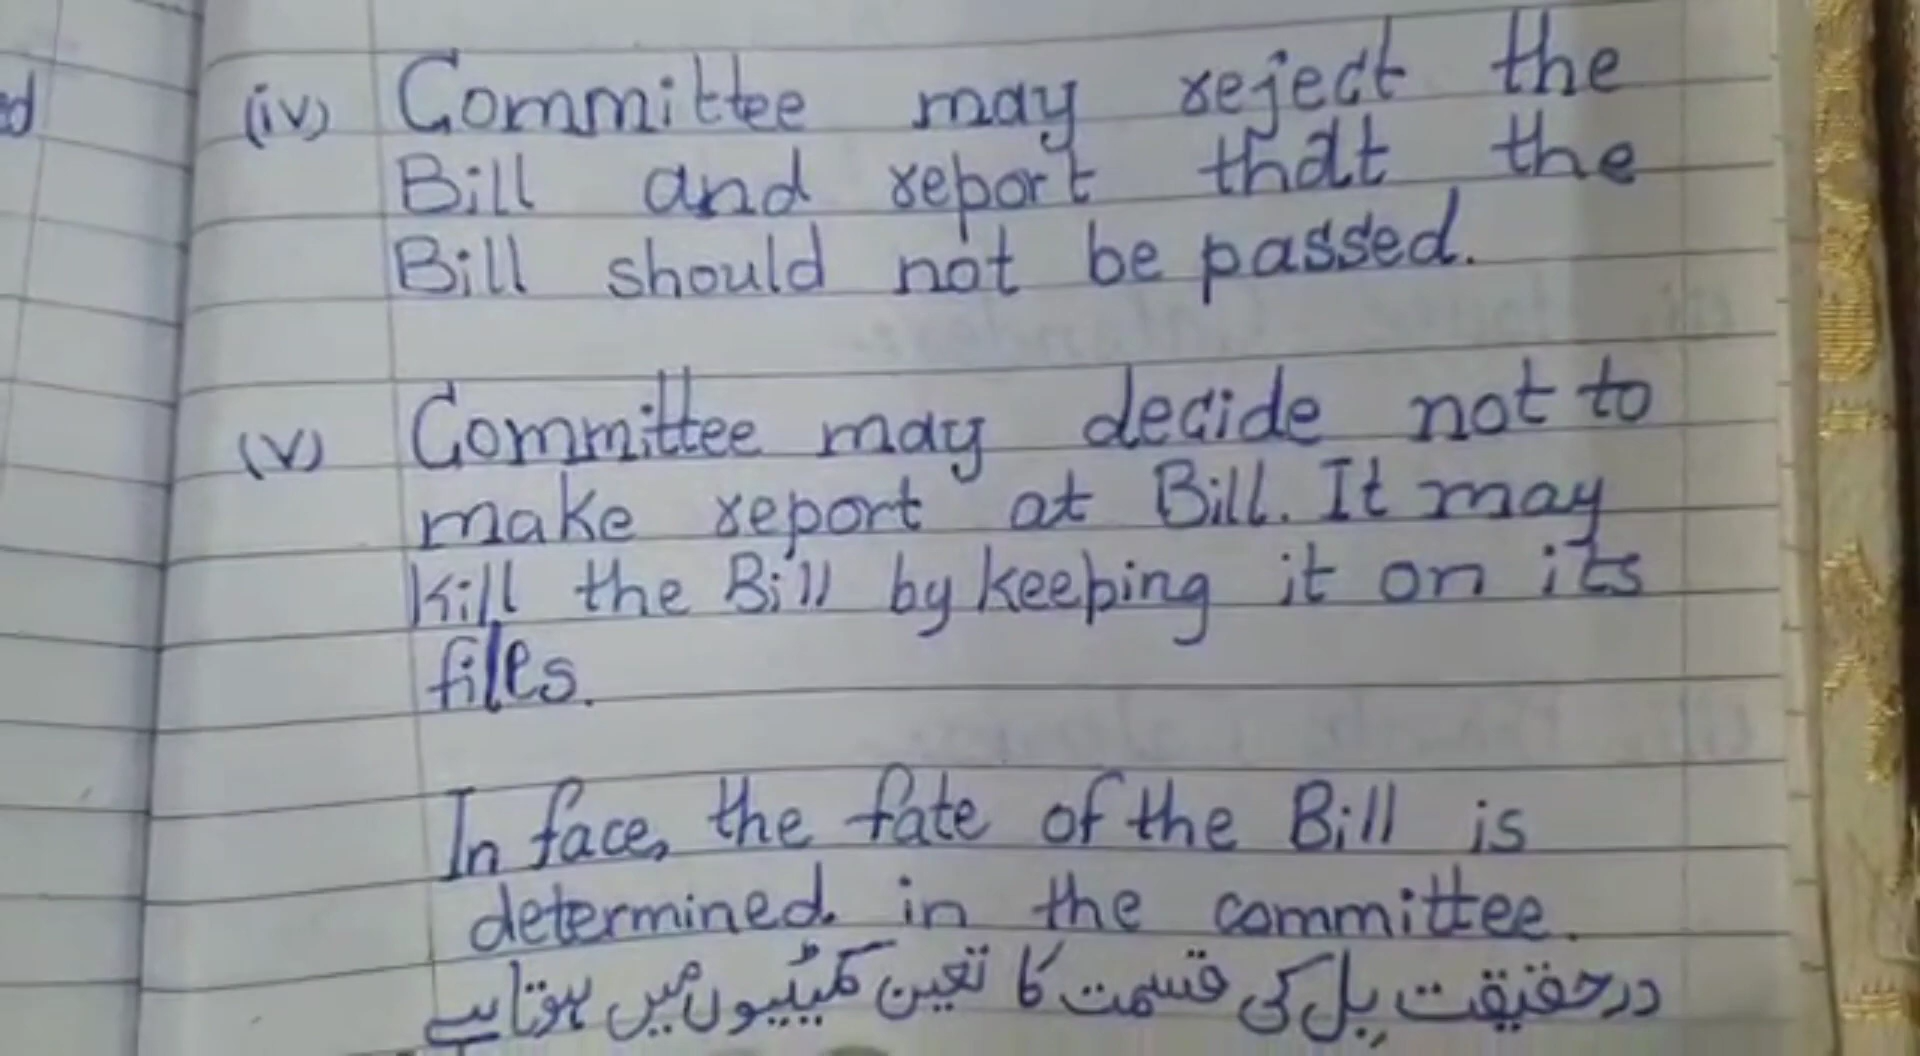 ed
(iv) Committee may reject the
Bill and report that the
Bill should not be passed.
(v) Committee may decide not to
make report at Bill. It may
kill the Bill by keeping it on its
files.
In face, the fate of the Bill is
determined in the committee.
درحقیقت بل کی قسمت کا تعین کمیٹیوں میں ہوتا ہے